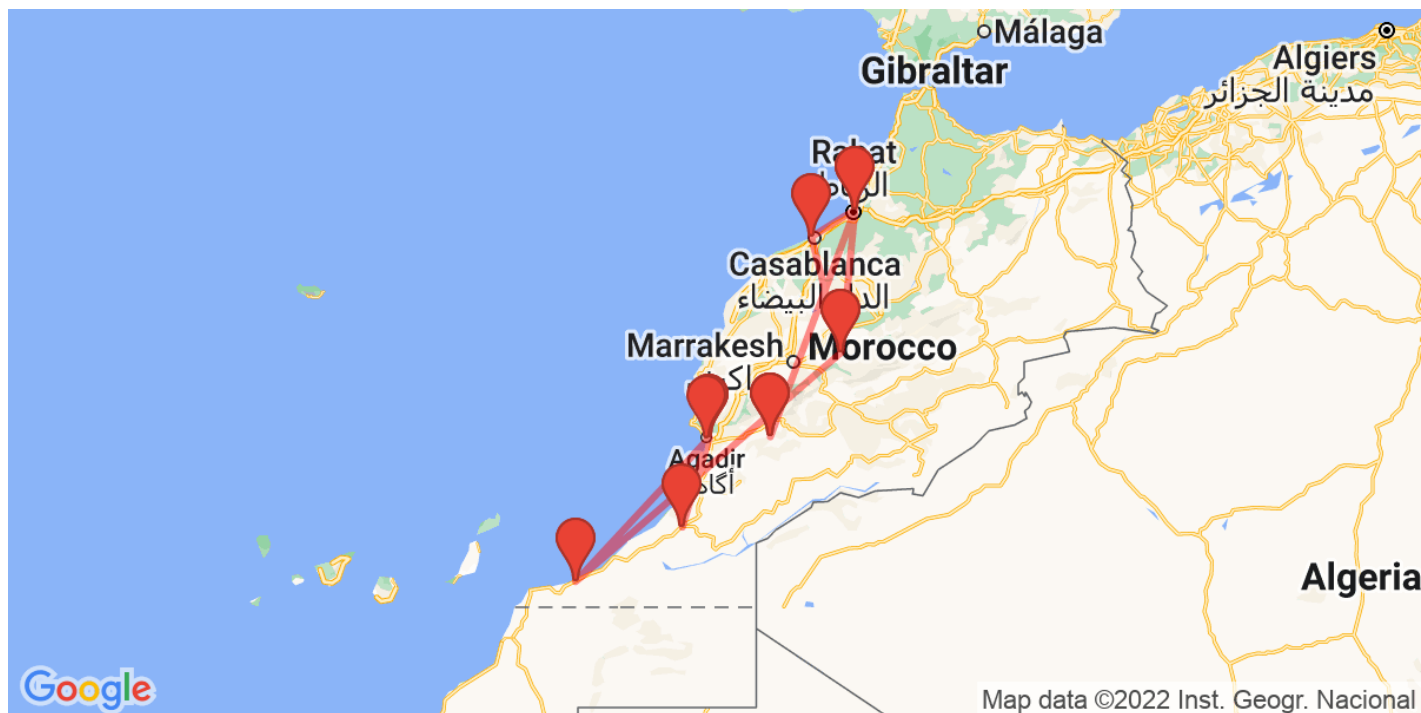 Málaga
Gibraltar
Algiers
مدينة الجزائر
Rabat
Casablanca
الدار البيضاء
Marrakesh
Morocco
Agadir
Algeria
Google
Map data ©2022 Inst. Geogr. Nacional